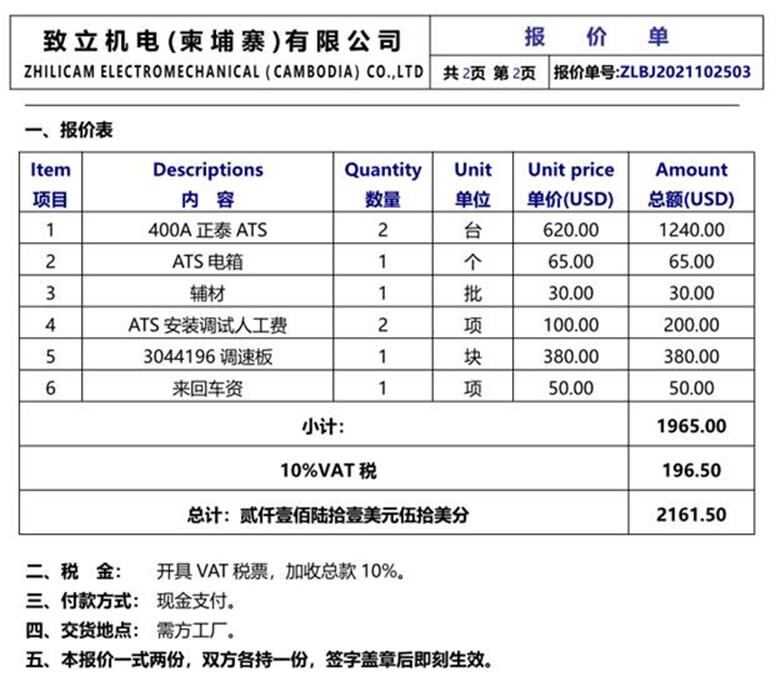 致立机电(柬埔寨)有限公司
ZHILICAM ELECTROMECHANICAL (CAMBODIA) CO.,LTD
报 价 单
共 2页 第 2页 报价单号:ZLBJ2021102503
一、报价表
Item Descriptions Quantity Unit Unit price Amount
项目 内 容 数量 单位 单价(USD) 总额(USD)
1 400A 正泰 ATS 2 台 620.00 1240.00
2 ATS 电箱 1 个 65.00 65.00
3 辅材 1 批 30.00 30.00
4 ATS 安装调试人工费 2 项 100.00 200.00
5 3044196 调速板 1 块 380.00 380.00
6 来回车资 1 项 50.00 50.00
小计： 1965.00
10%VAT 税 196.50
总计：贰仟壹佰陆拾壹美元伍拾美分 2161.50
二、税 金： 开具 VAT 税票，加收总款 10%。
三、付款方式： 现金支付。
四、交货地点： 需方工厂。
五、本报价一式两份，双方各持一份，签字盖章后即刻生效。